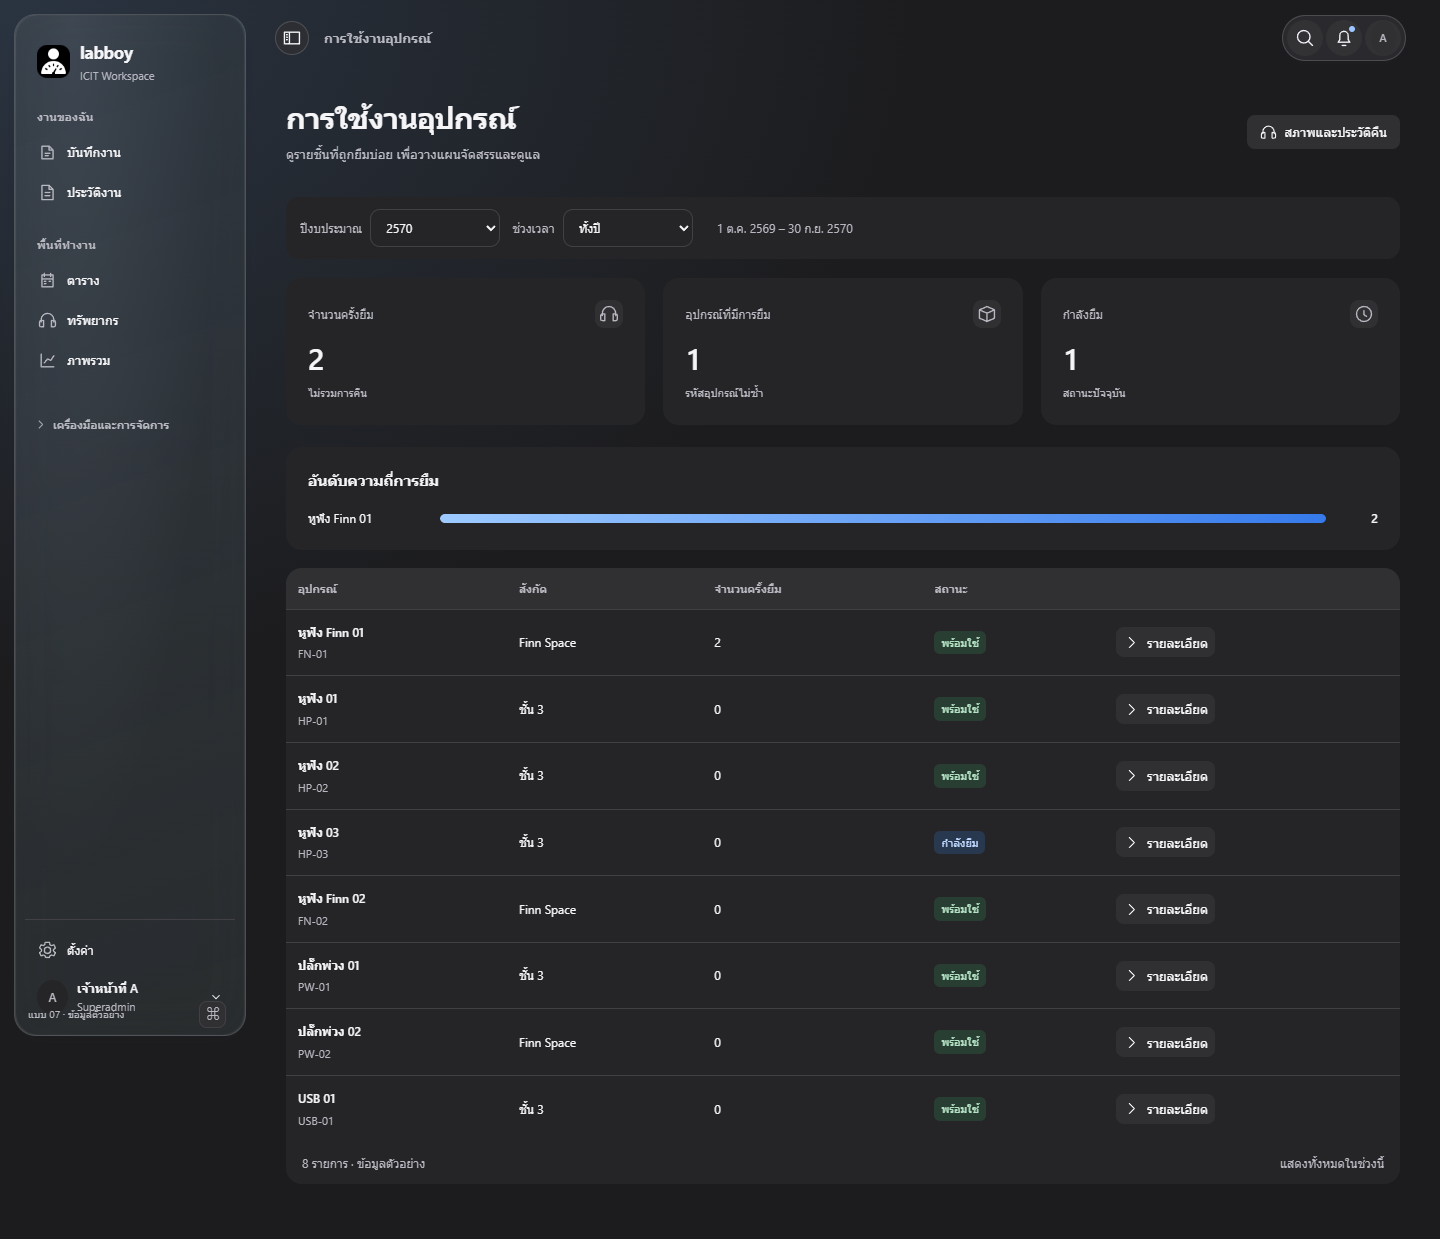 labboy
ICIT Workspace
งานของฉัน
บันทึกงาน
ประวัติงาน
พื้นที่ทำงาน
ตาราง
ทรัพยากร
ภาพรวม
เครื่องมือและการจัดการ
ตั้งค่า
A
เจ้าหน้าที่ A
Superadmin
แบบ 07 · ข้อมูลตัวอย่าง
การใช้งานอุปกรณ์
A
การใช้งานอุปกรณ์
ดูรายชิ้นที่ถูกยืมบ่อย เพื่อวางแผนจัดสรรและดูแล
สภาพและประวัติคืน
ปีงบประมาณ 2570 ช่วงเวลา ทั้งปี 1 ต.ค. 2569 – 30 ก.ย. 2570
จำนวนครั้งยืม
2
ไม่รวมการคืน
อุปกรณ์ที่มีการยืม
1
รหัสอุปกรณ์ไม่ซ้ำ
กำลังยืม
1
สถานะปัจจุบัน
อันดับความถี่การยืม
หูฟัง Finn 01 2
อุปกรณ์ สังกัด จำนวนครั้งยืม สถานะ
หูฟัง Finn 01
FN-01
Finn Space 2 พร้อมใช้ รายละเอียด
หูฟัง 01
HP-01
ชั้น 3 0 พร้อมใช้ รายละเอียด
หูฟัง 02
HP-02
ชั้น 3 0 พร้อมใช้ รายละเอียด
หูฟัง 03
HP-03
ชั้น 3 0 กำลังยืม รายละเอียด
หูฟัง Finn 02
FN-02
Finn Space 0 พร้อมใช้ รายละเอียด
ปลั๊กพ่วง 01
PW-01
ชั้น 3 0 พร้อมใช้ รายละเอียด
ปลั๊กพ่วง 02
PW-02
Finn Space 0 พร้อมใช้ รายละเอียด
USB 01
USB-01
ชั้น 3 0 พร้อมใช้ รายละเอียด
8 รายการ · ข้อมูลตัวอย่าง
แสดงทั้งหมดในช่วงนี้